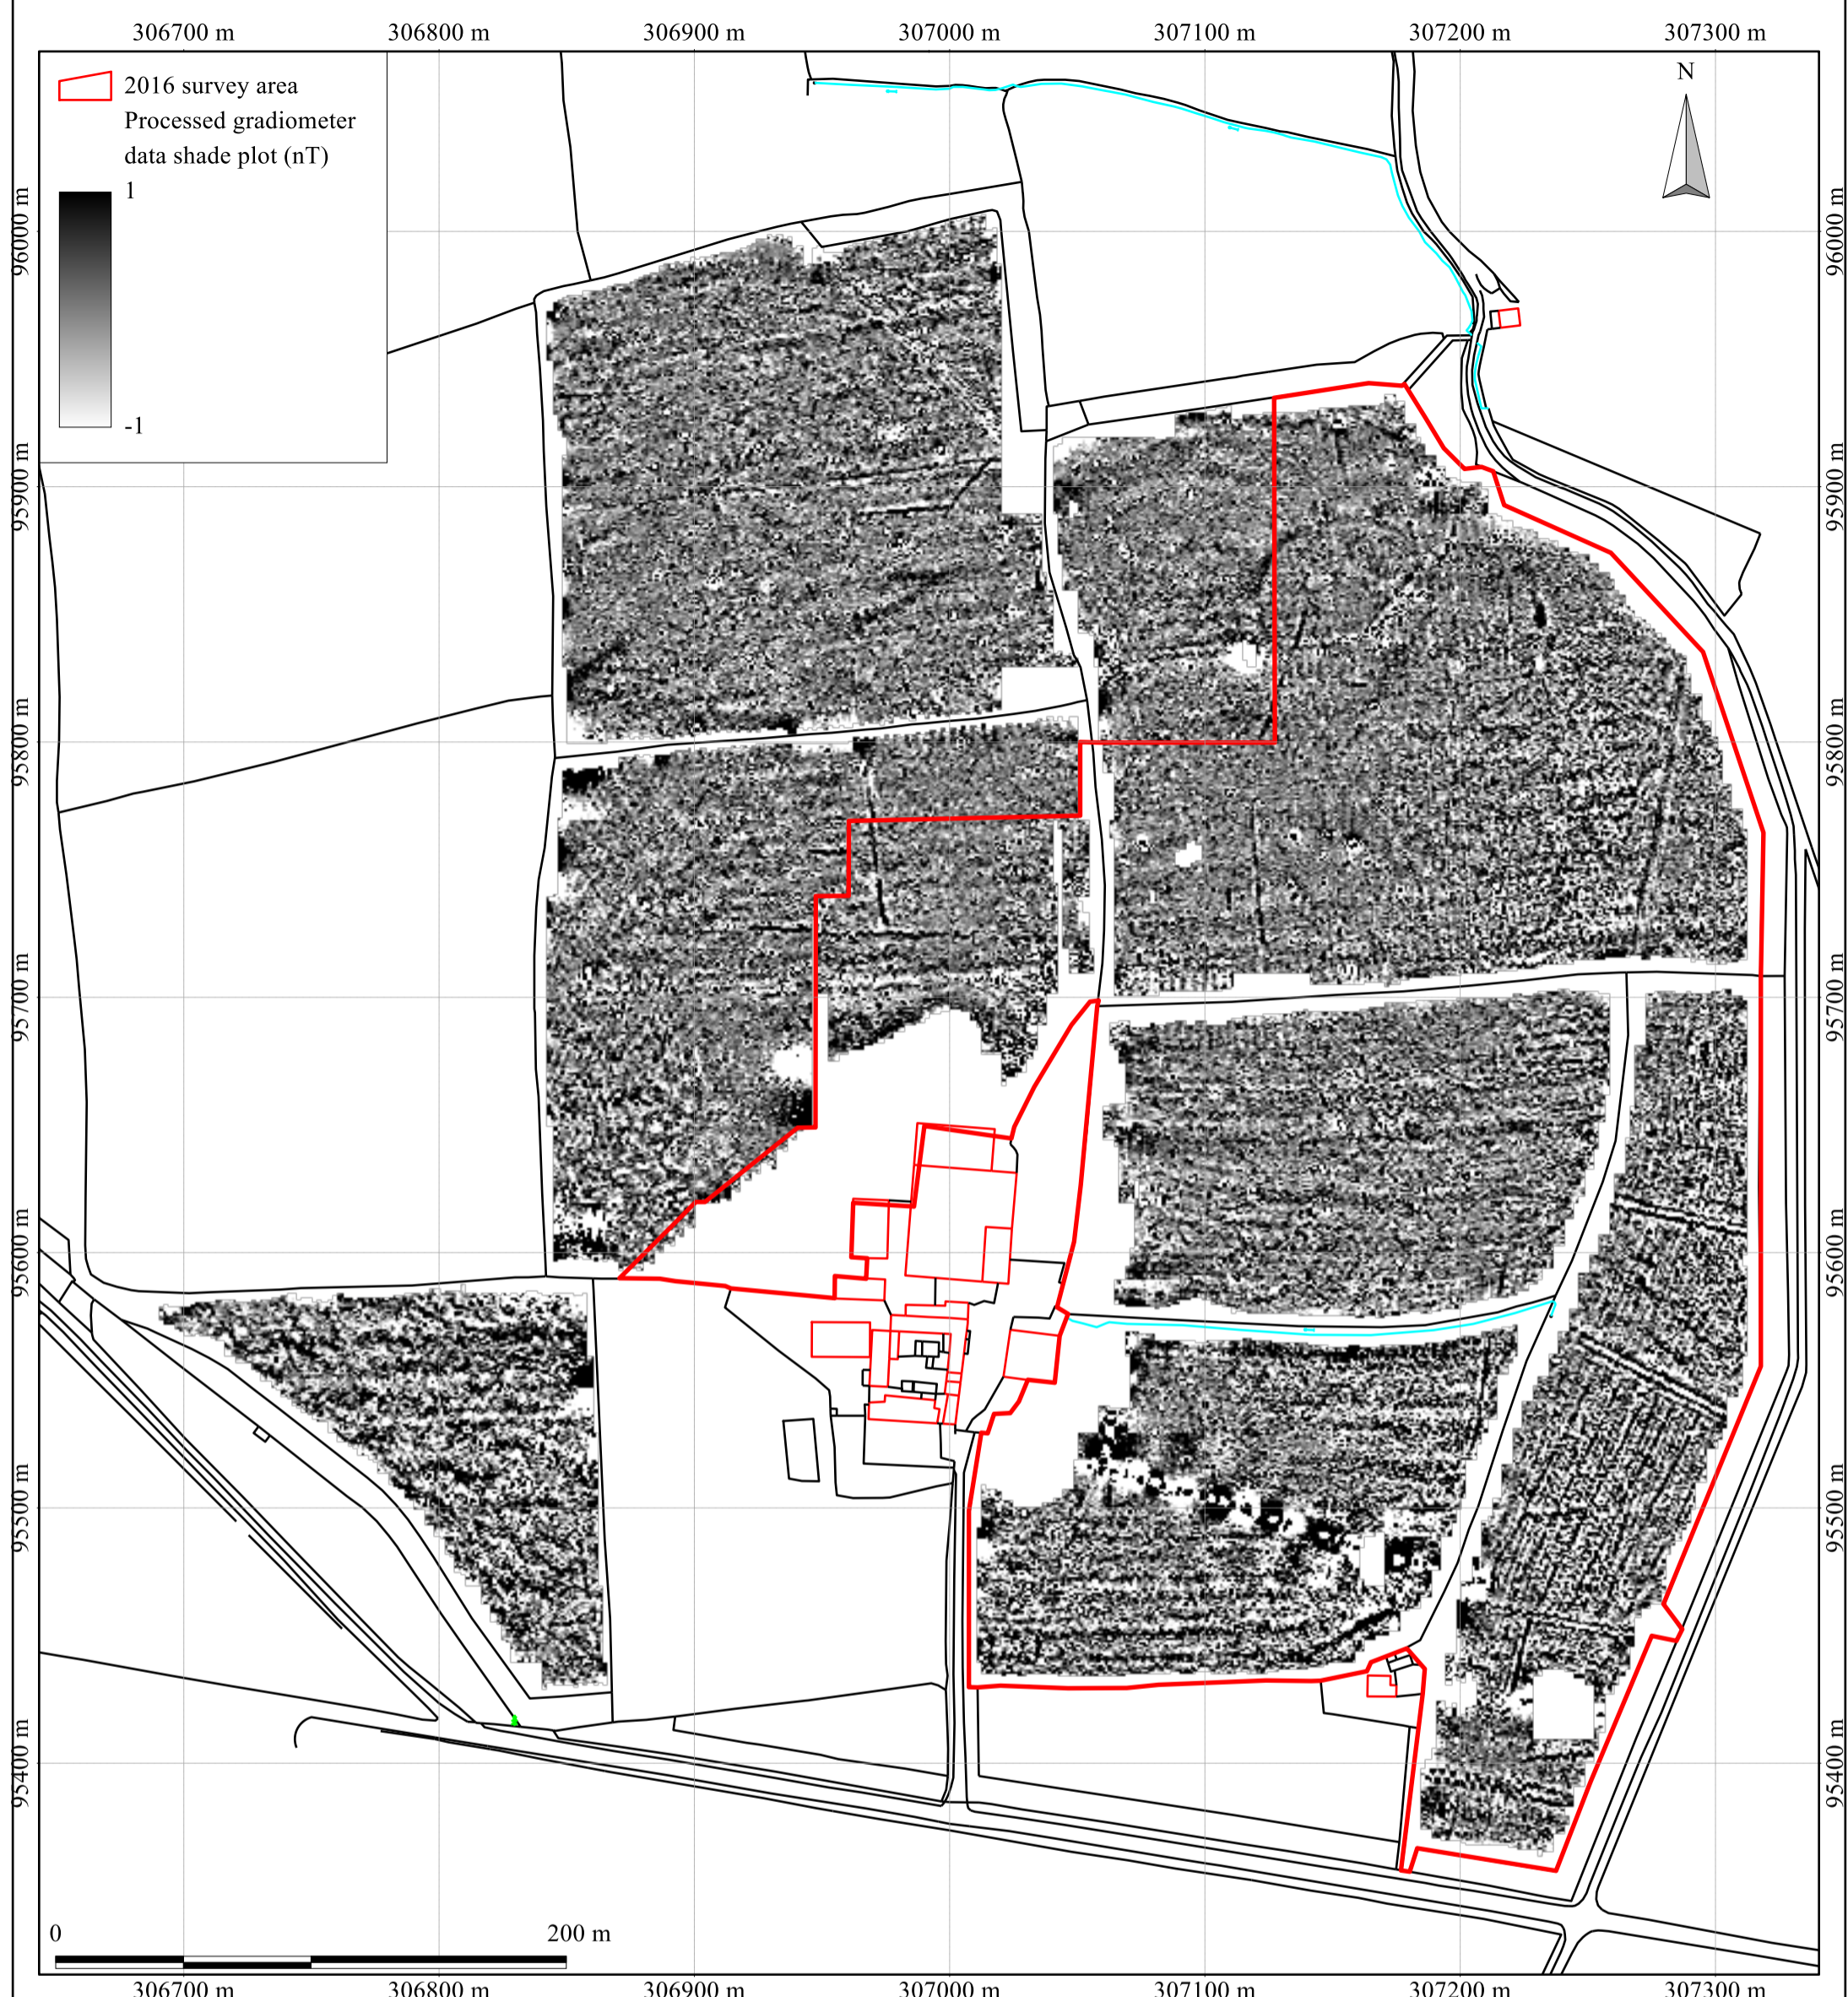 306700 m 306800 m 306900 m 307000 m 307100 m 307200 m 307300 m
N
2016 survey area
Processed gradiometer
data shade plot (nT)
1
-1
96000 m 96000 m
95900 m 95900 m
95800 m 95800 m
95700 m 95700 m
95600 m 95600 m
95500 m 95500 m
95400 m 95400 m
0 200 m
306700 m 306800 m 306900 m 307000 m 307100 m 307200 m 307300 m